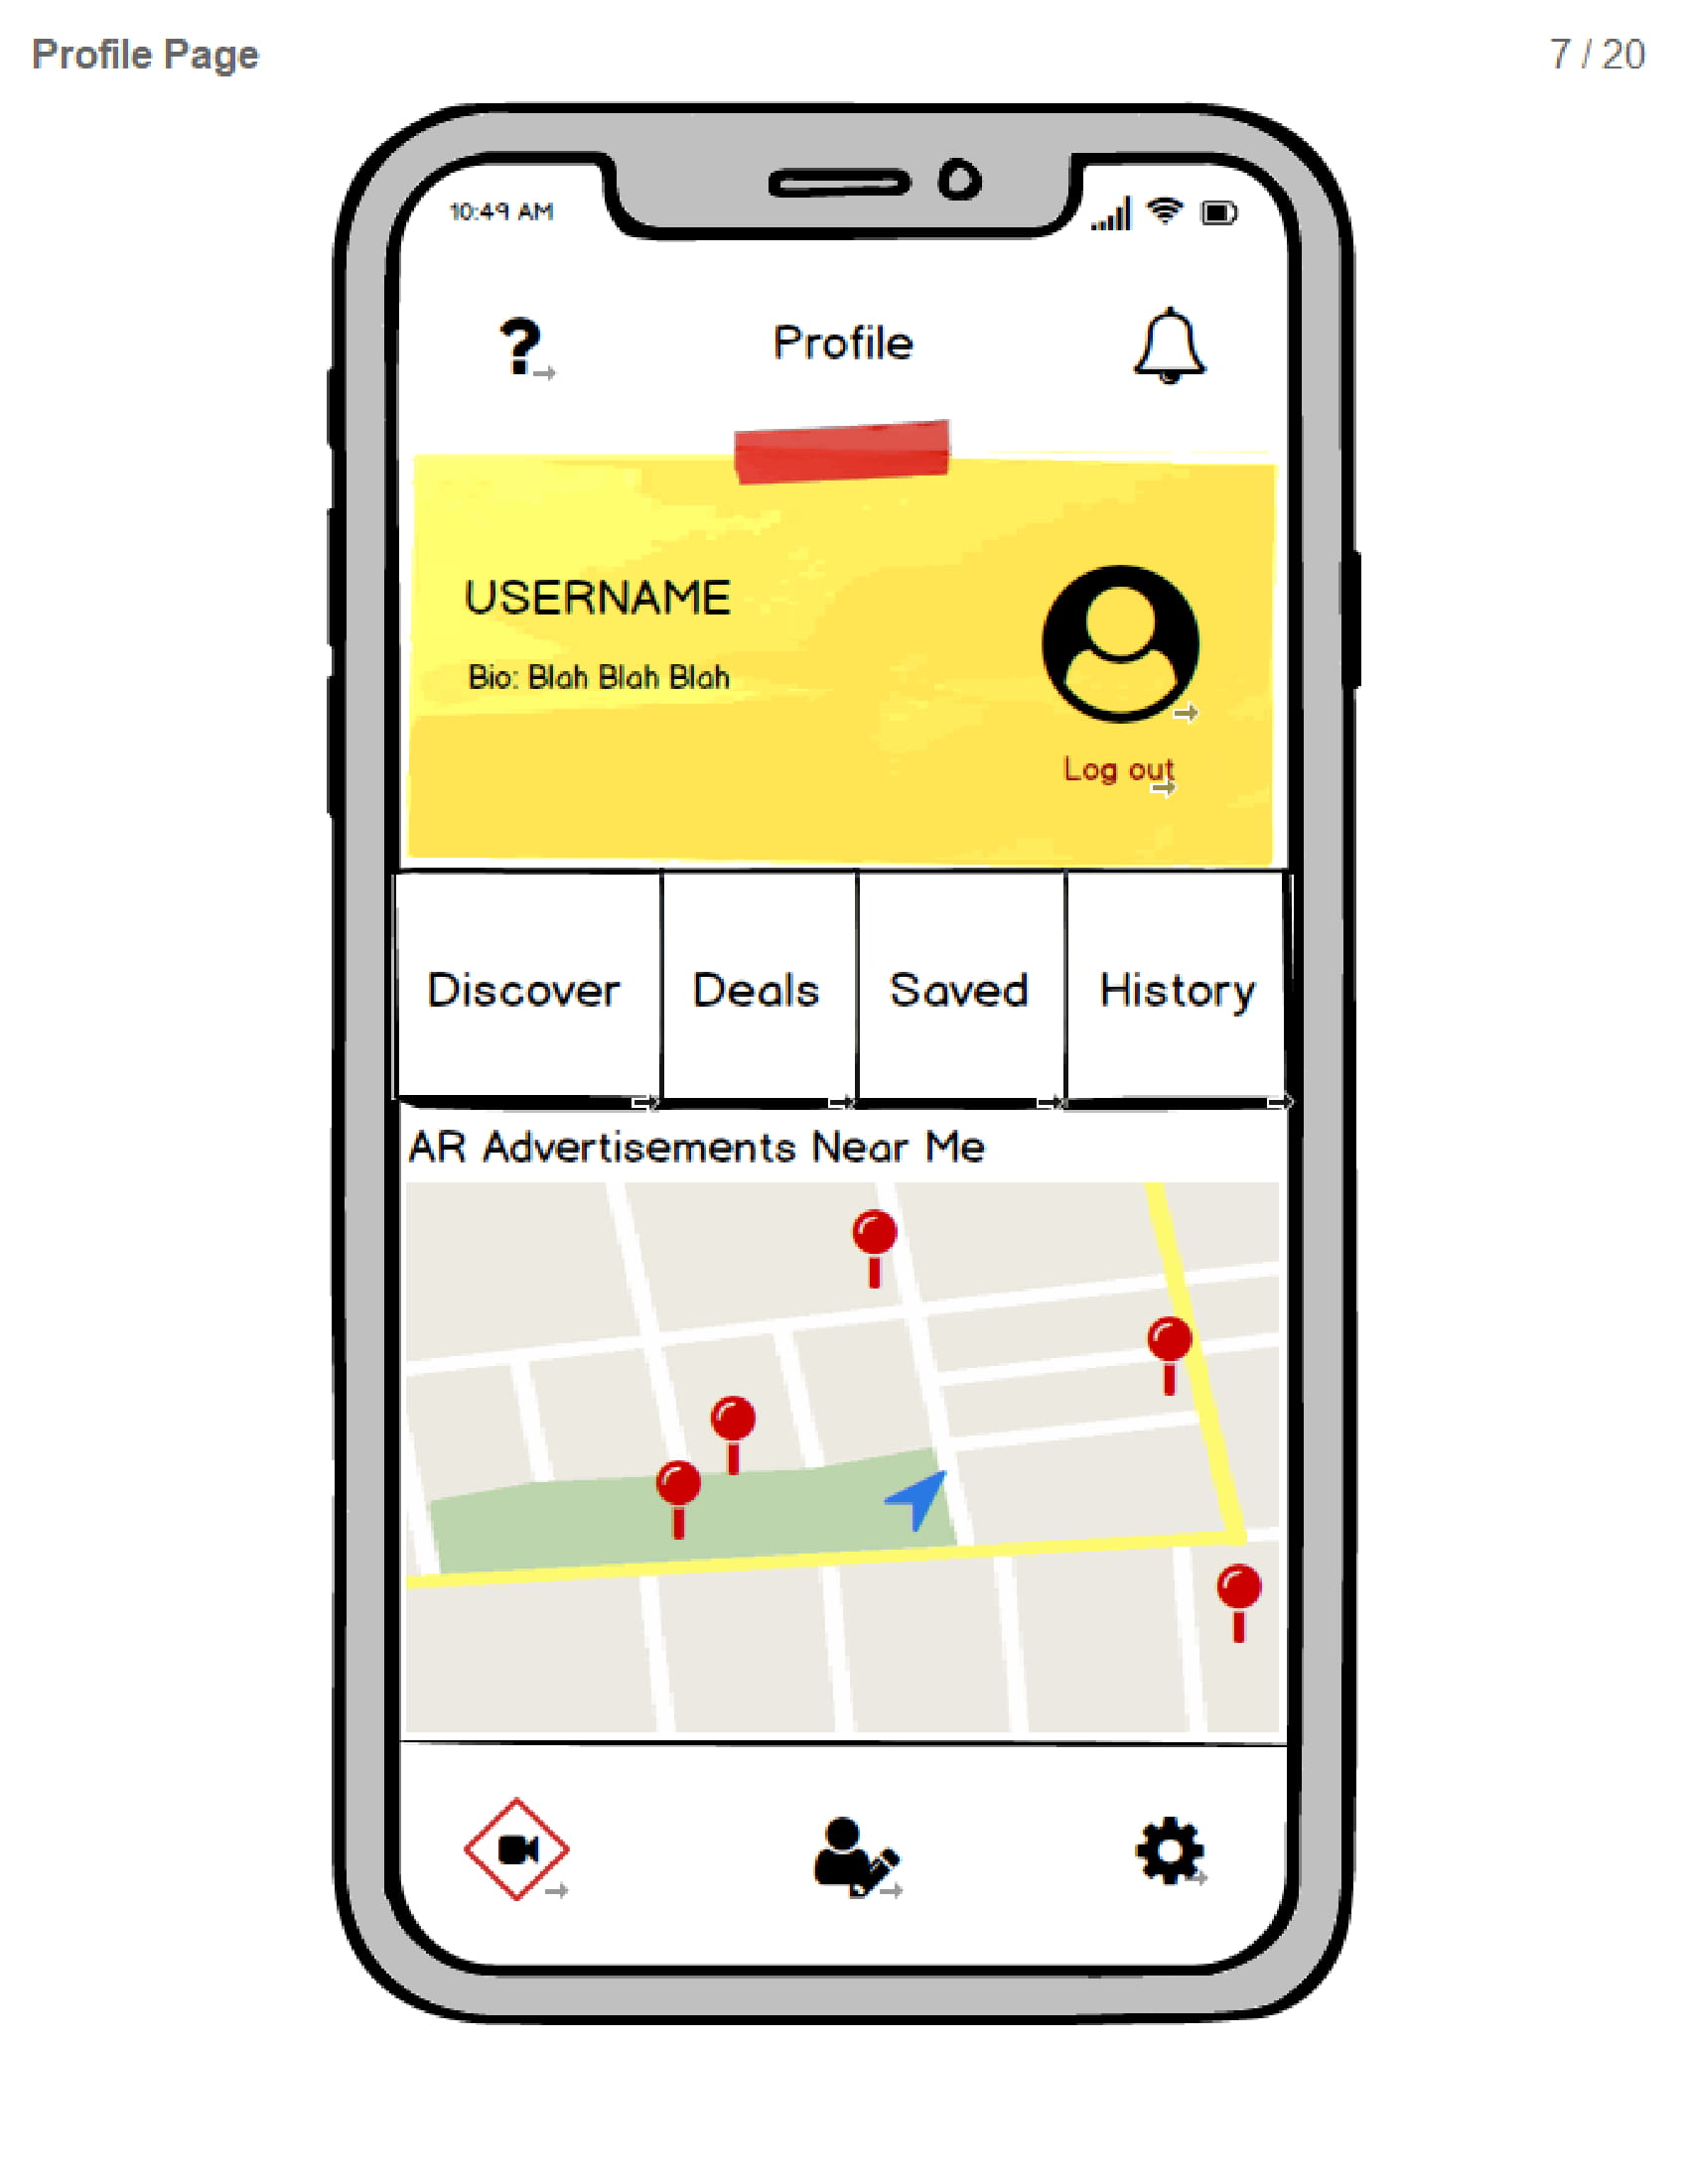 Profile Page 7 / 20
10:49 AM
? Profile
USERNAME
Bio: Blah Blah Blah
Log out
Discover Deals Saved History
AR Advertisements Near Me